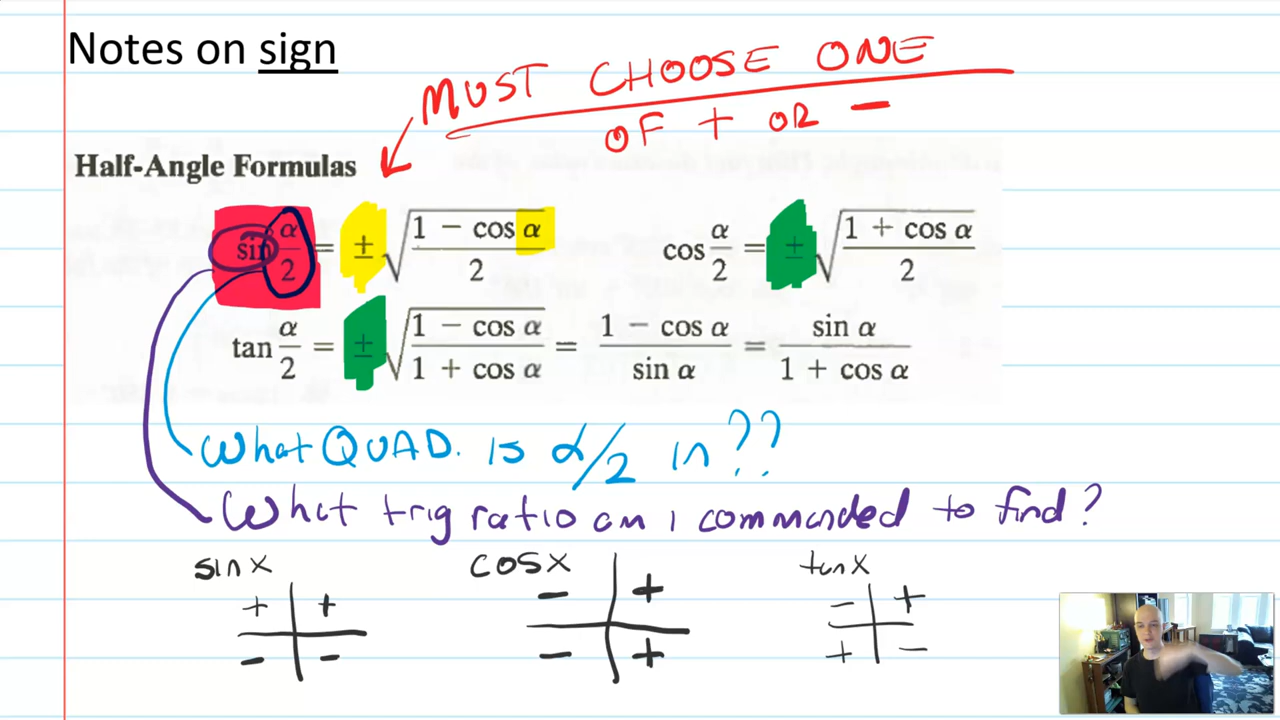 Notes on sign
MUST CHOOSE ONE
OF + OR −
Half-Angle Formulas
sin α/2 = ± √((1 − cos α)/2)
cos α/2 = ± √((1 + cos α)/2)
tan α/2 = ± √((1 − cos α)/(1 + cos α)) = (1 − cos α)/(sin α) = (sin α)/(1 + cos α)
What QUAD. is α/2 in??
What trig ratio am i commanded to find?
sin x cos x tan x
+ + − + − +
− − − + + −